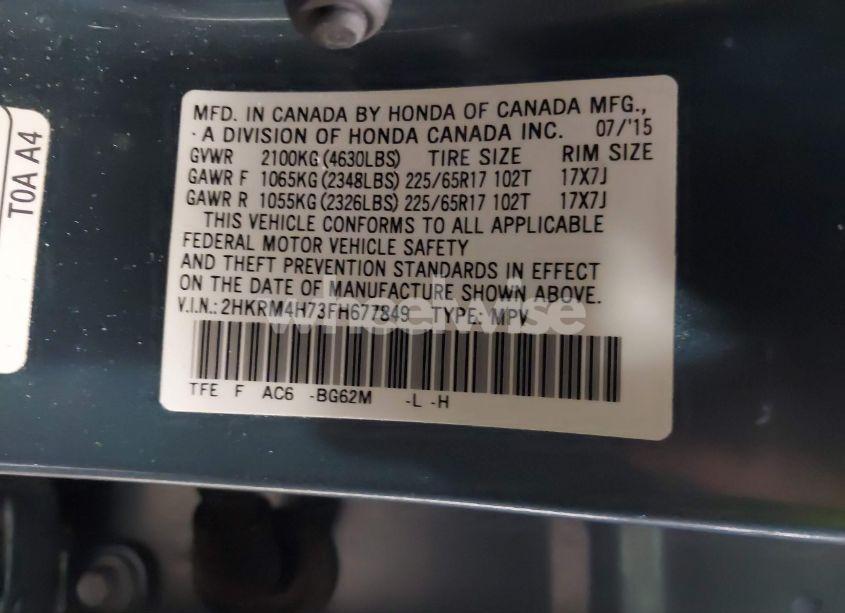 MFD. IN CANADA BY HONDA OF CANADA MFG.,
A DIVISION OF HONDA CANADA INC. 07/'15
GVWR 2100KG(4630LBS) TIRE SIZE RIM SIZE
GAWR F 1065KG(2348LBS) 225/65R17 102T 17X7J
GAWR R 1055KG(2326LBS) 225/65R17 102T 17X7J
THIS VEHICLE CONFORMS TO ALL APPLICABLE
FEDERAL MOTOR VEHICLE SAFETY
AND THEFT PREVENTION STANDARDS IN EFFECT
ON THE DATE OF MANUFACTURE SHOWN ABOVE.
V.I.N.: 2HKRM4H73FH677849 TYPE: MPV
TFE F AC6 -BG62M -L -H
T0A A4